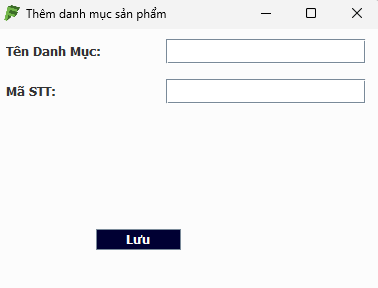 Thêm danh mục sản phẩm
Tên Danh Mục:
Mã STT:
Lưu